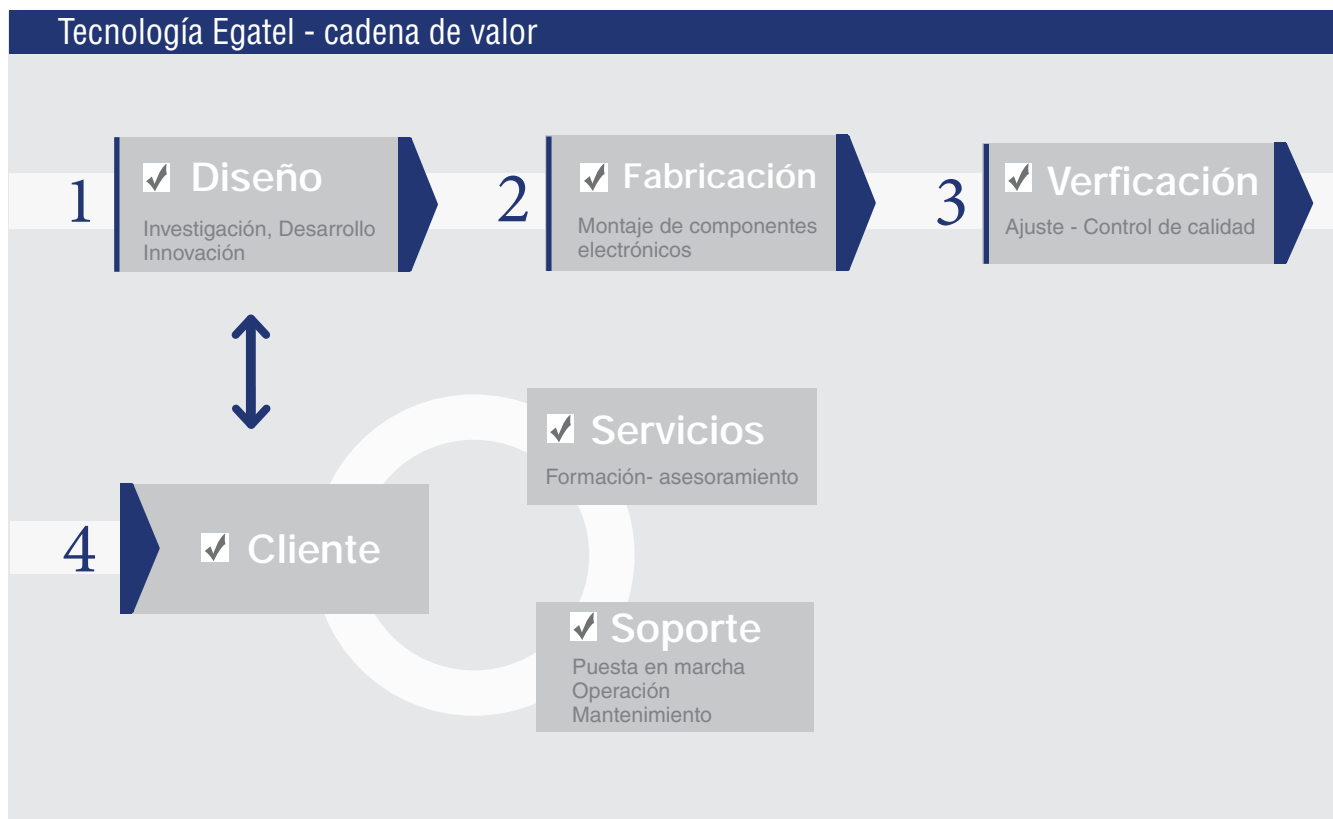 Tecnología Egatel - cadena de valor
1
Diseño
Investigación, Desarrollo
Innovación
2
Fabricación
Montaje de componentes
electrónicos
3
Verficación
Ajuste - Control de calidad
4
Cliente
Servicios
Formación- asesoramiento
Soporte
Puesta en marcha
Operación
Mantenimiento